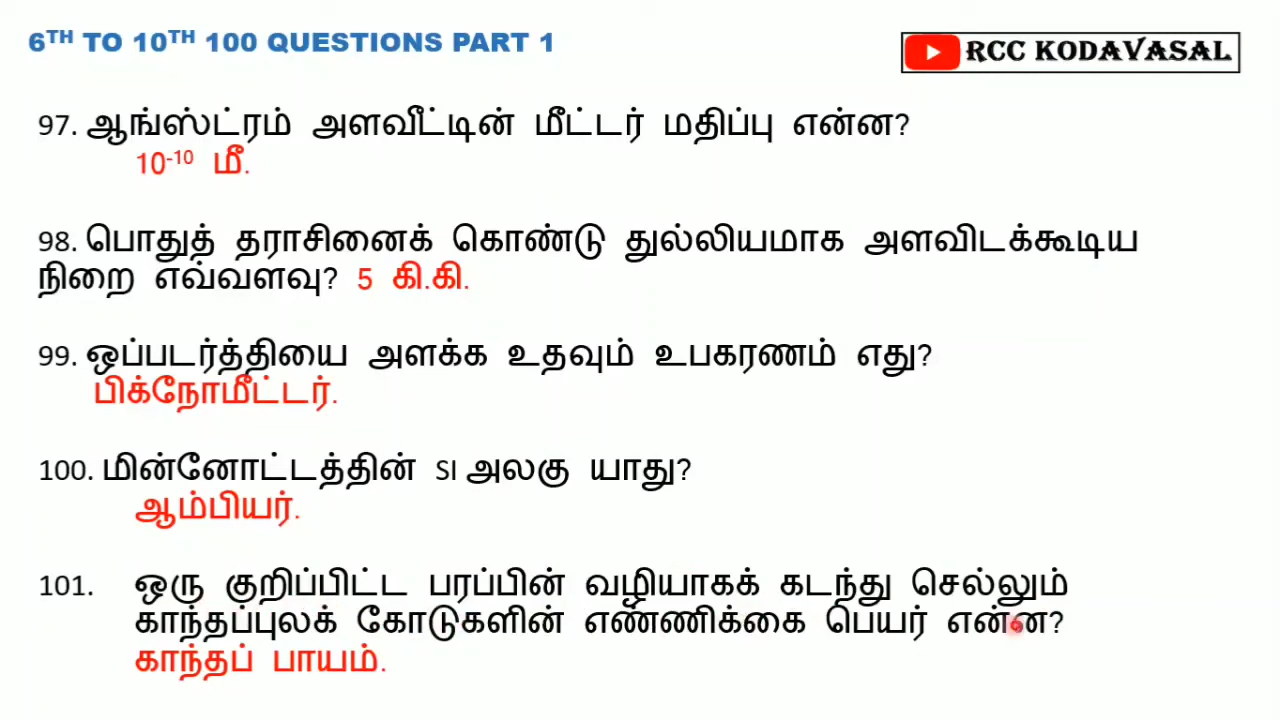 6TH TO 10TH 100 QUESTIONS PART 1
RCC KODAVASAL
97. ஆங்ஸ்ட்ரம் அளவீட்டின் மீட்டர் மதிப்பு என்ன?
10-10 மீ.
98. பொதுத் தராசினைக் கொண்டு துல்லியமாக அளவிடக்கூடிய
நிறை எவ்வளவு? 5 கி.கி.
99. ஒப்படர்த்தியை அளக்க உதவும் உபகரணம் எது?
பிக்நோமீட்டர்.
100. மின்னோட்டத்தின் SI அலகு யாது?
ஆம்பியர்.
101. ஒரு குறிப்பிட்ட பரப்பின் வழியாகக் கடந்து செல்லும்
காந்தப்புலக் கோடுகளின் எண்ணிக்கை பெயர் என்ன?
காந்தப் பாயம்.